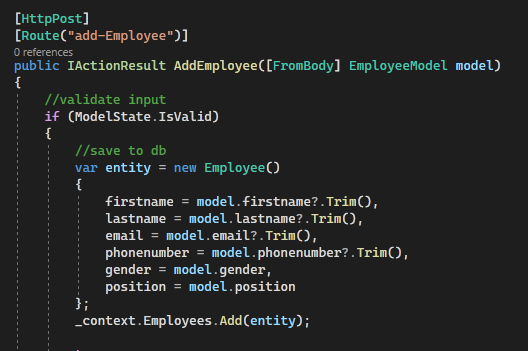 [HttpPost]
[Route("add-Employee")]
0 references
public IActionResult AddEmployee([FromBody] EmployeeModel model)
{
//validate input
if (ModelState.IsValid)
{
//save to db
var entity = new Employee()
{
firstname = model.firstname?.Trim(),
lastname = model.lastname?.Trim(),
email = model.email?.Trim(),
phonenumber = model.phonenumber?.Trim(),
gender = model.gender,
position = model.position
};
_context.Employees.Add(entity);